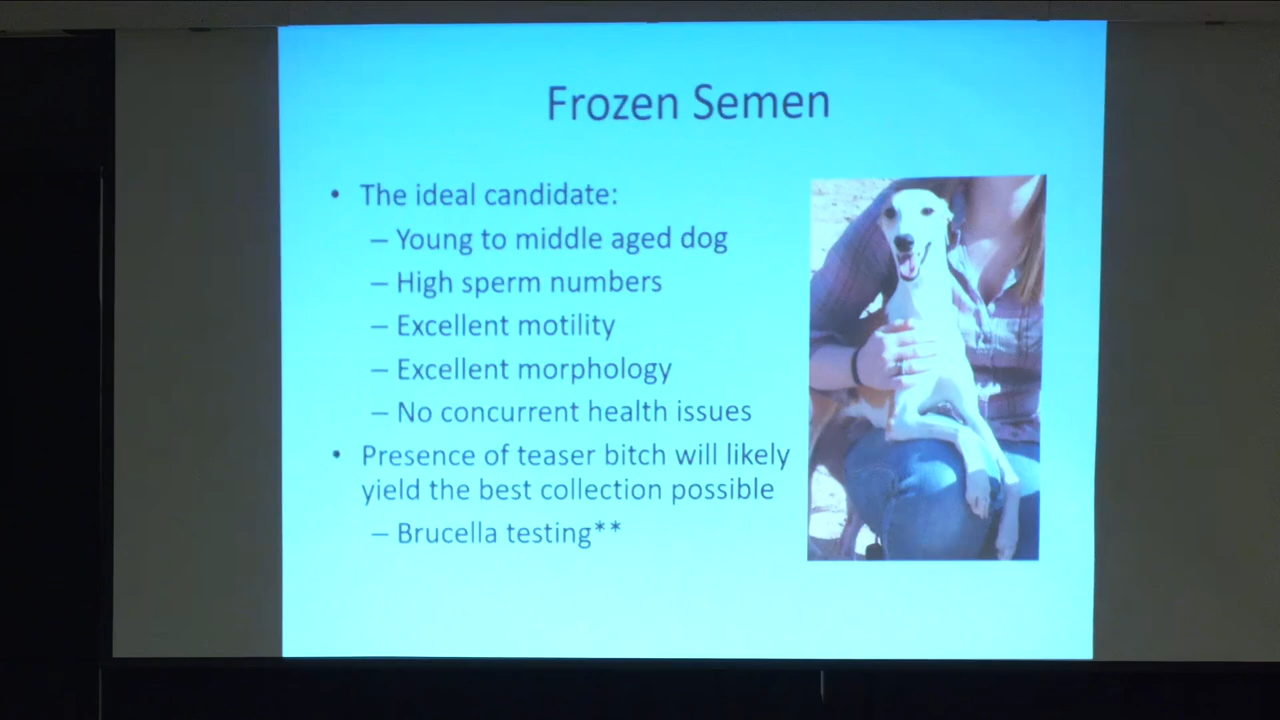 Frozen Semen
• The ideal candidate:
– Young to middle aged dog
– High sperm numbers
– Excellent motility
– Excellent morphology
– No concurrent health issues
• Presence of teaser bitch will likely
yield the best collection possible
– Brucella testing**